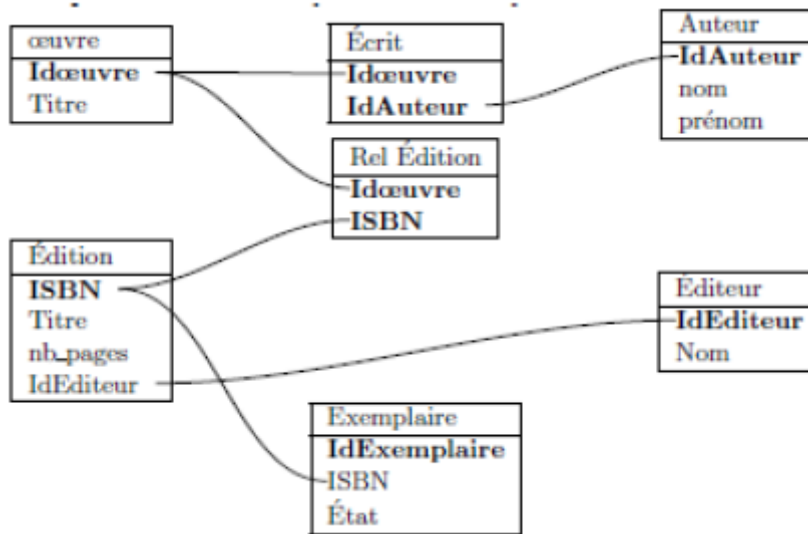 œuvre
Idœuvre
Titre
Écrit
Idœuvre
IdAuteur
Auteur
IdAuteur
nom
prénom
Rel Édition
Idœuvre
ISBN
Édition
ISBN
Titre
nb_pages
IdEditeur
Éditeur
IdEditeur
Nom
Exemplaire
IdExemplaire
ISBN
État